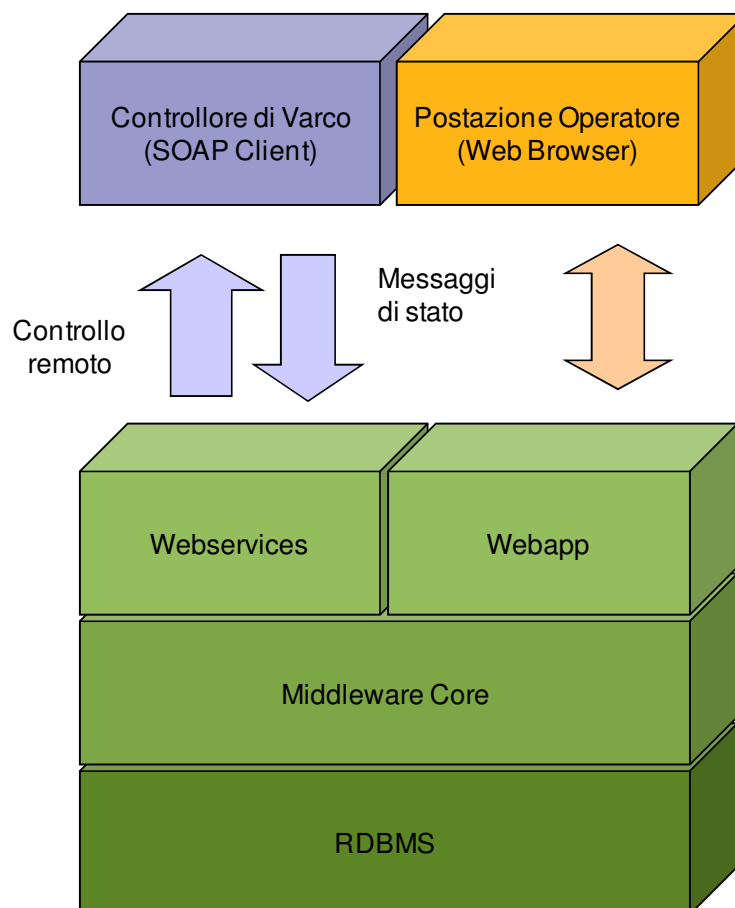 Controllore di Varco
(SOAP Client)
Postazione Operatore
(Web Browser)
Controllo
remoto
Messaggi
di stato
Webservices
Webapp
Middleware Core
RDBMS